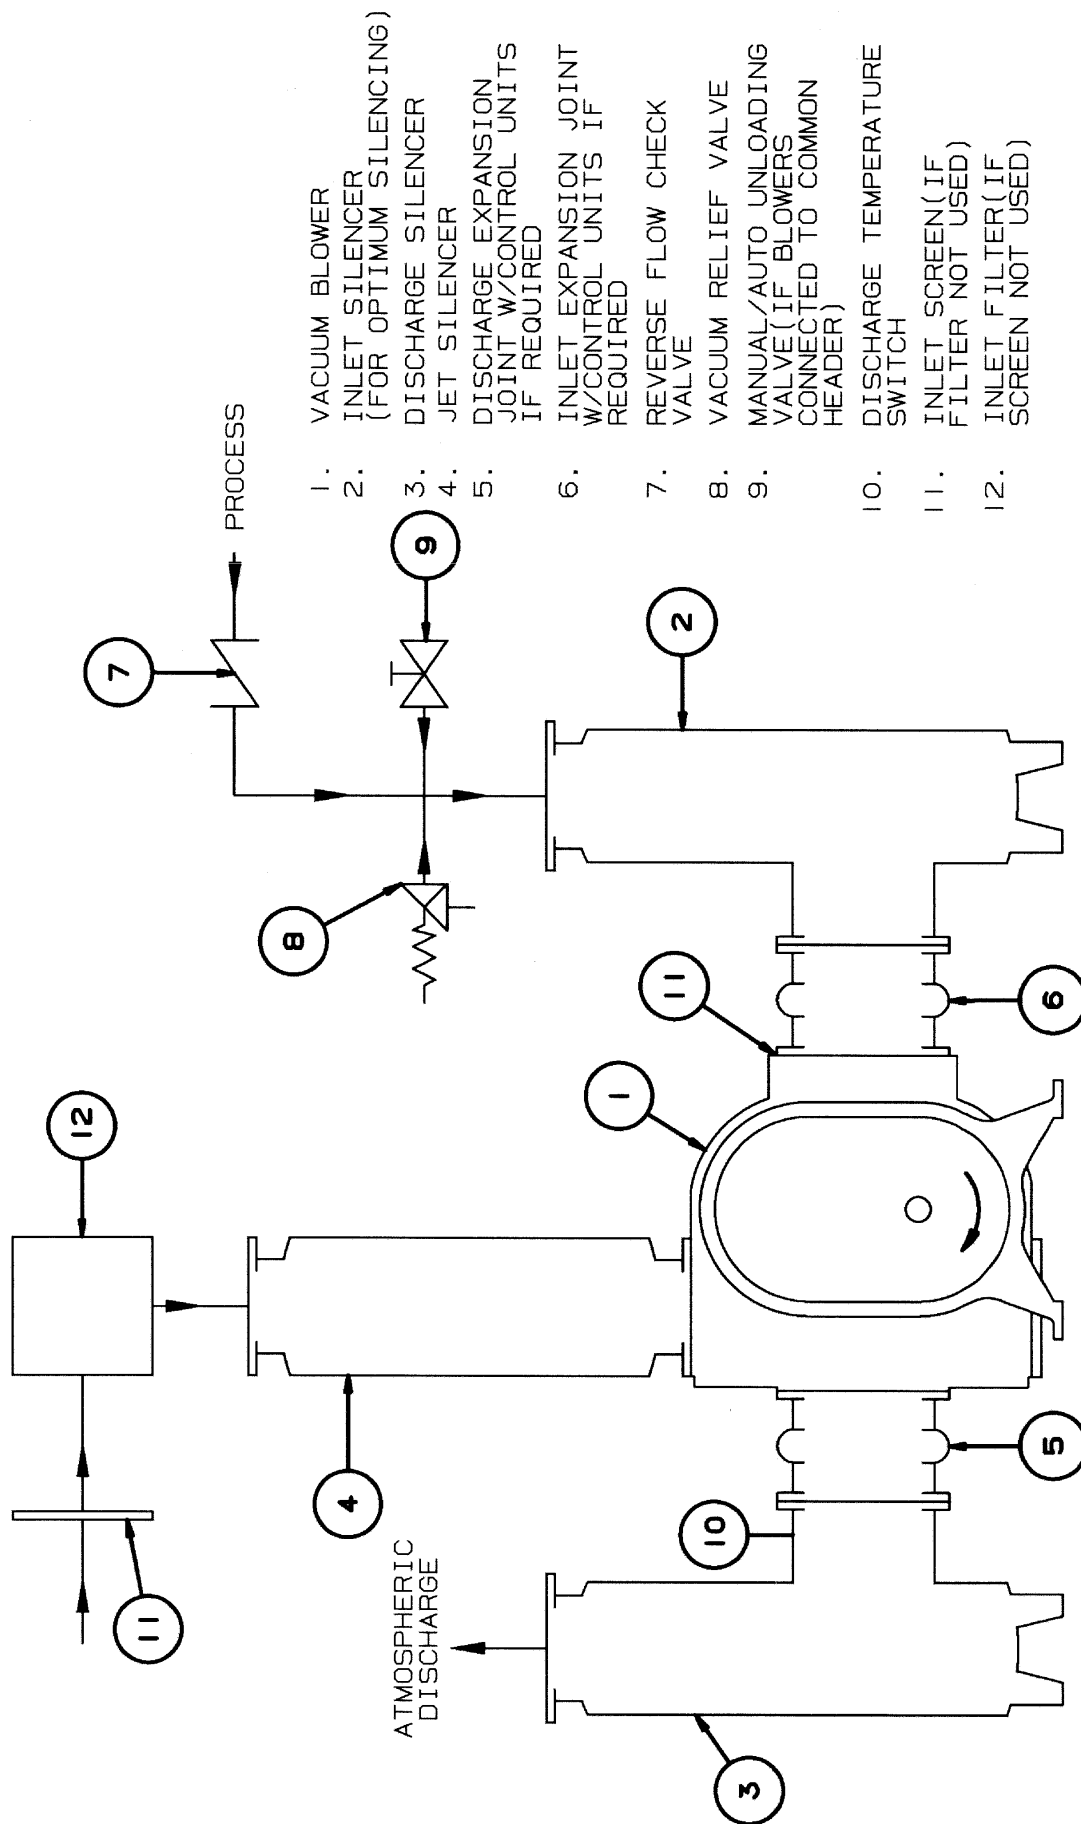 12
11
4
ATMOSPHERIC
DISCHARGE
10
3
5
1
11
6
8
7
PROCESS
9
2
1. VACUUM BLOWER
2. INLET SILENCER
(FOR OPTIMUM SILENCING)
3. DISCHARGE SILENCER
4. JET SILENCER
5. DISCHARGE EXPANSION
JOINT W/CONTROL UNITS
IF REQUIRED
6. INLET EXPANSION JOINT
W/CONTROL UNITS IF
REQUIRED
7. REVERSE FLOW CHECK
VALVE
8. VACUUM RELIEF VALVE
9. MANUAL/AUTO UNLOADING
VALVE(IF BLOWERS
CONNECTED TO COMMON
HEADER)
10. DISCHARGE TEMPERATURE
SWITCH
11. INLET SCREEN(IF
FILTER NOT USED)
12. INLET FILTER(IF
SCREEN NOT USED)